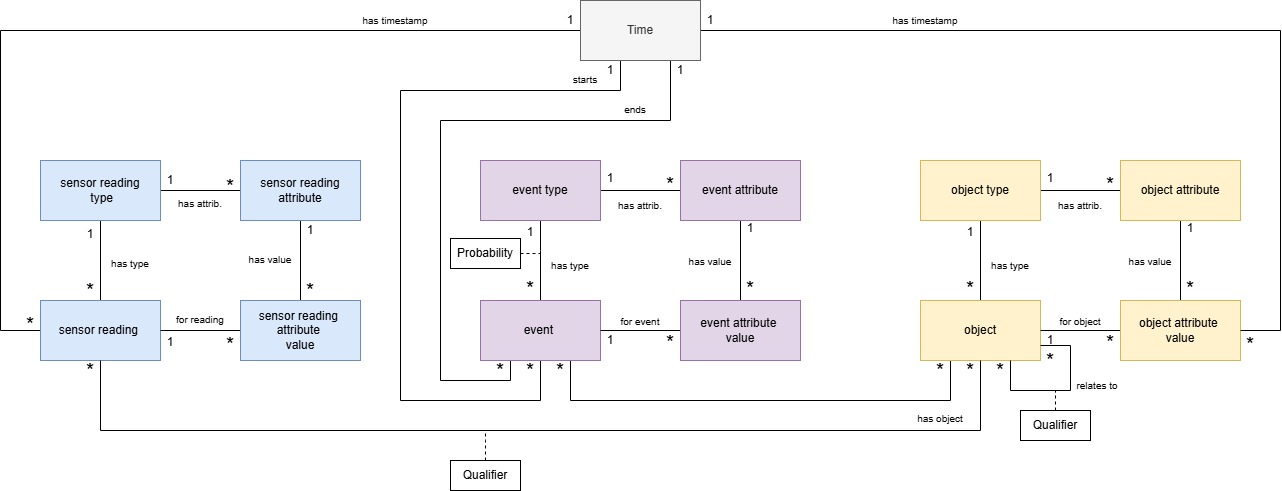 has timestamp
1
1
has timestamp
Time
starts
1
1
ends
sensor reading
type
1
*
has attrib.
sensor reading
attribute
event type
1
*
has attrib.
event attribute
object type
1
*
has attrib.
object attribute
1
has type
*
1
has value
*
1
Probability
has type
*
1
has value
*
1
has type
*
1
has value
*
*
sensor reading
for reading
1
*
sensor reading
attribute
value
event
for event
1
*
event attribute
value
object
for object
1
*
object attribute
value
*
*
*
*
*
*
*
*
*
relates to
has object
Qualifier
Qualifier